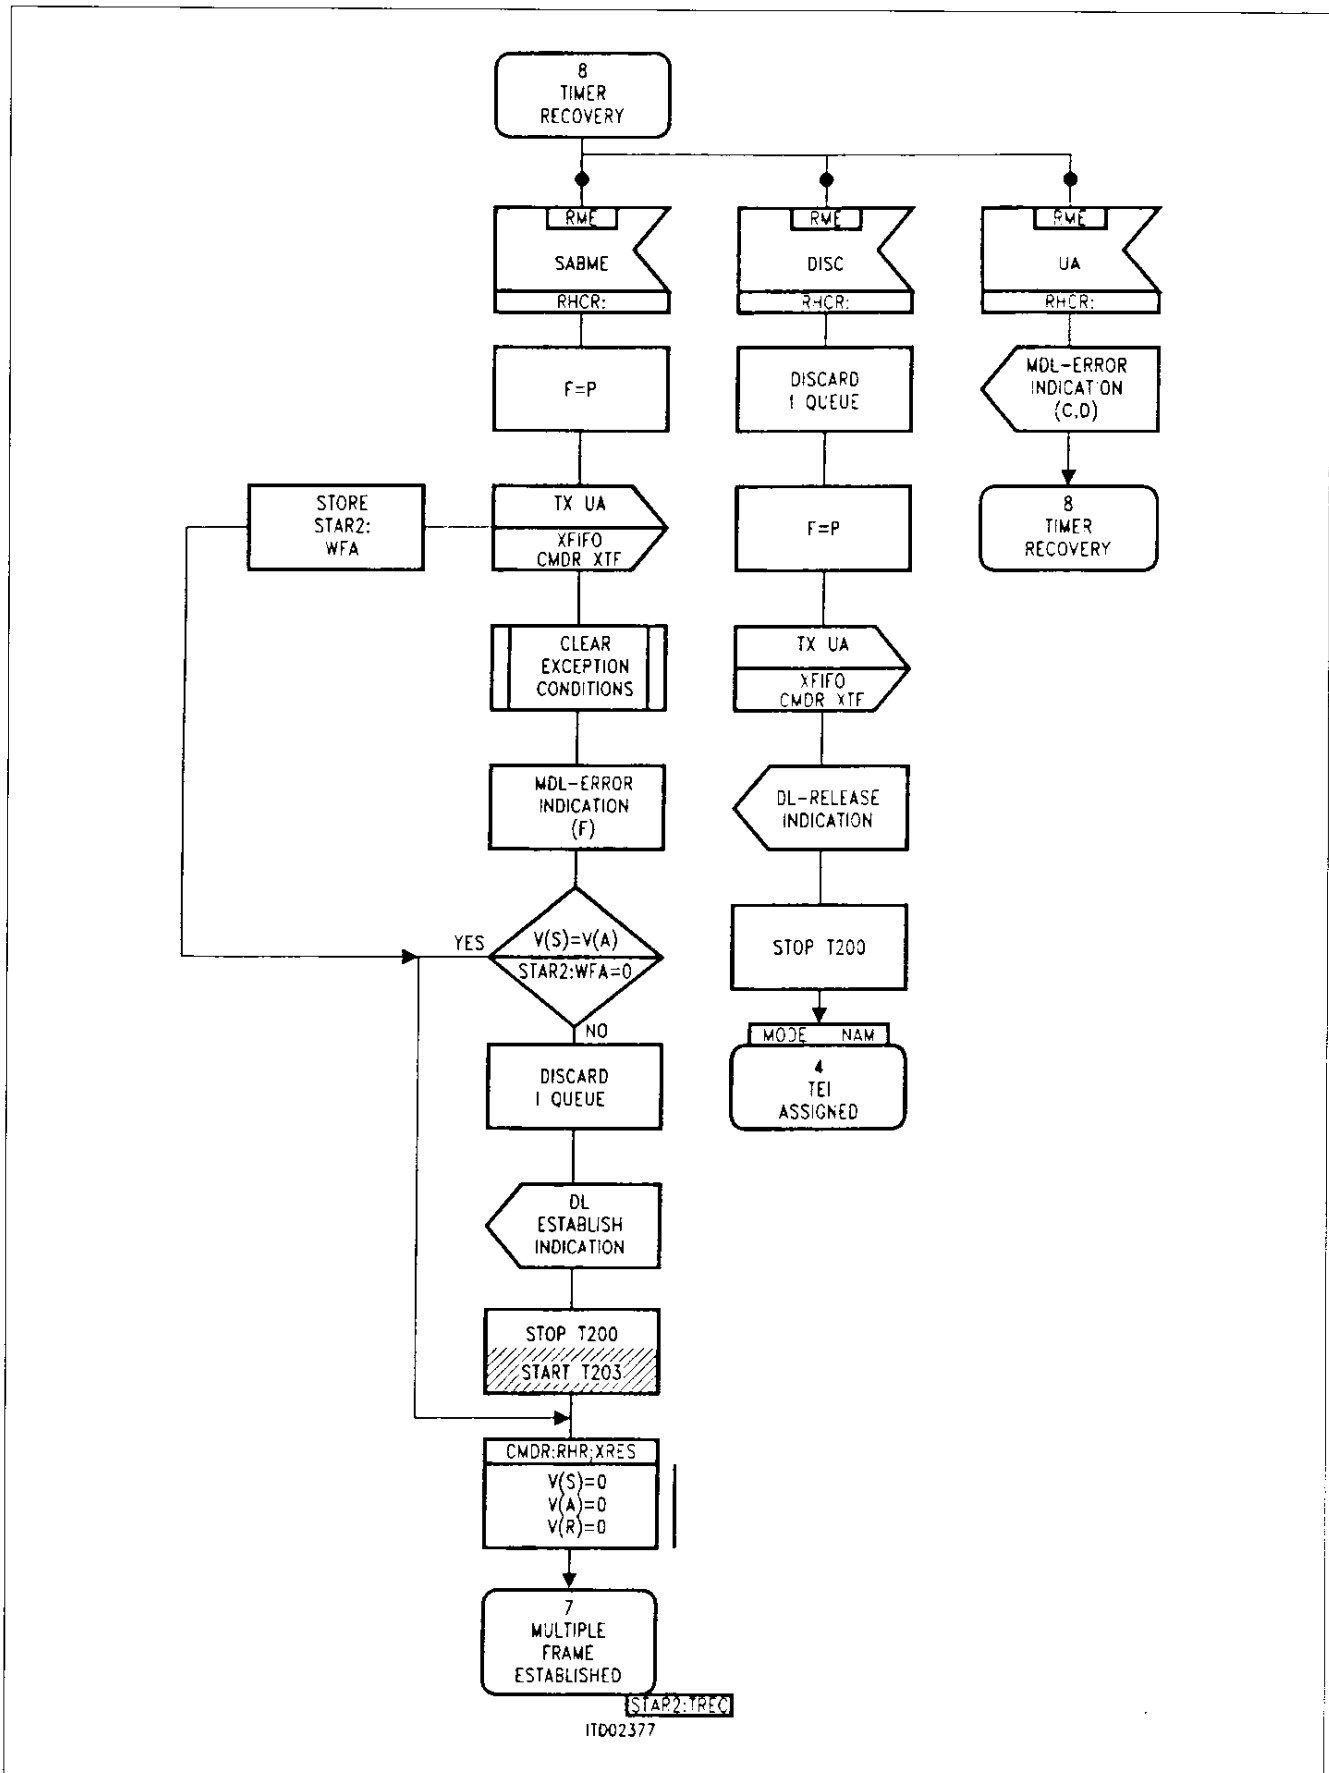 8
TIMER
RECOVERY
RME
SABME
RHCR:
F=P
TX UA
XFIFO
CMDR XTF
STORE
STAR2:
WFA
CLEAR
EXCEPTION
CONDITIONS
MDL-ERROR
INDICATION
(F)
V(S)=V(A)
STAR2:WFA=0
YES
NO
DISCARD
I QUEUE
DL
ESTABLISH
INDICATION
STOP T200
START T203
CMDR:RHR;XRES
V(S)=0
V(A)=0
V(R)=0
7
MULTIPLE
FRAME
ESTABLISHED
STAR2:TREC
ITD02377
RME
DISC
RHCR:
DISCARD
I QUEUE
F=P
TX UA
XFIFO
CMDR XTF
DL-RELEASE
INDICATION
STOP T200
MODE NAM
4
TEI
ASSIGNED
RME
UA
RHCR:
MDL-ERROR
INDICATION
(C,D)
8
TIMER
RECOVERY